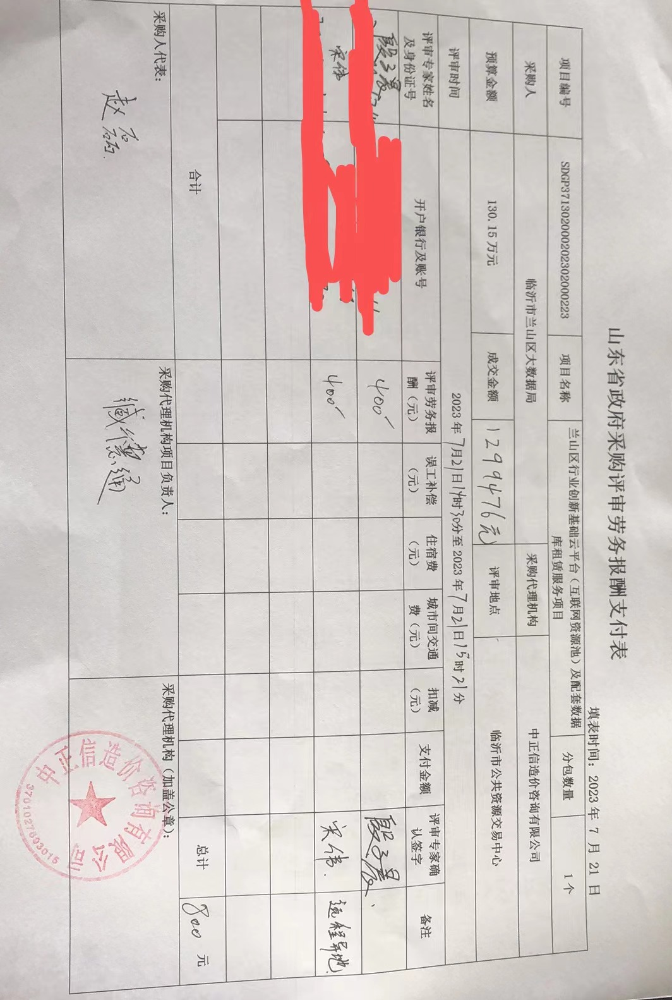 山东省政府采购评审劳务报酬支付表
填表时间：2023 年 7 月 21 日
项目编号 SDGP371302000202302000223 项目名称 兰山区行业创新基础云平台（互联网资源池）及配套数据库租赁服务项目 分包数量 1 个
采购人 临沂市兰山区大数据局 采购代理机构 中正信造价咨询有限公司
预算金额 130.15 万元 成交金额 1299476元 评审地点 临沂市公共资源交易中心
评审时间 2023 年 7月21日14时30分至 2023 年 7月21日15时21分
评审专家姓名及身份证号 开户银行及账号 评审劳务报酬（元） 误工补偿（元） 住宿费（元） 城市间交通费（元） 扣减（元） 支付金额 评审专家确认签字 备注
400
宋伟 400 宋伟 远程异地
合计 总计 800 元
采购人代表：
赵磊
采购代理机构项目负责人：
采购代理机构（加盖公章）：
中正信造价咨询有限公司
3701027693015